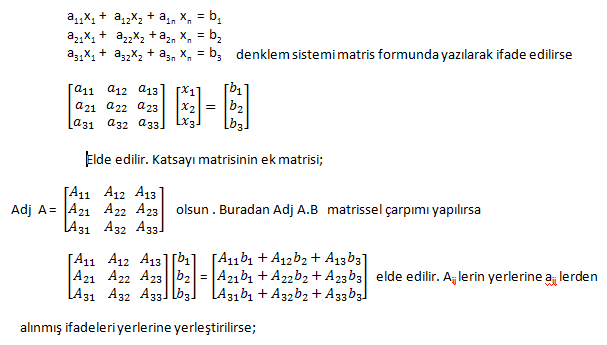 a₁₁x₁ + a₁₂x₂ + a₁ₙ xₙ = b₁
a₂₁x₁ + a₂₂x₂ + a₂ₙ xₙ = b₂
a₃₁x₁ + a₃₂x₂ + a₃ₙ xₙ = b₃ denklem sistemi matris formunda yazılarak ifade edilirse
[a₁₁ a₁₂ a₁₃] [x₁] [b₁]
[a₂₁ a₂₂ a₂₃] [x₂] = [b₂]
[a₃₁ a₃₂ a₃₃] [x₃] [b₃]
Elde edilir. Katsayı matrisinin ek matrisi;
[A₁₁ A₁₂ A₁₃]
Adj A = [A₂₁ A₂₂ A₂₃] olsun . Buradan Adj A.B matrissel çarpımı yapılırsa
[A₃₁ A₃₂ A₃₃]
[A₁₁ A₁₂ A₁₃] [b₁] [A₁₁b₁ + A₁₂b₂ + A₁₃b₃]
[A₂₁ A₂₂ A₂₃] [b₂] = [A₂₁b₁ + A₂₂b₂ + A₂₃b₃] elde edilir. Aᵢⱼ lerin yerlerine aᵢⱼ lerden
[A₃₁ A₃₂ A₃₃] [b₃] [A₃₁b₁ + A₃₂b₂ + A₃₃b₃]
alınmış ifadeleri yerlerine yerleştirilirse;